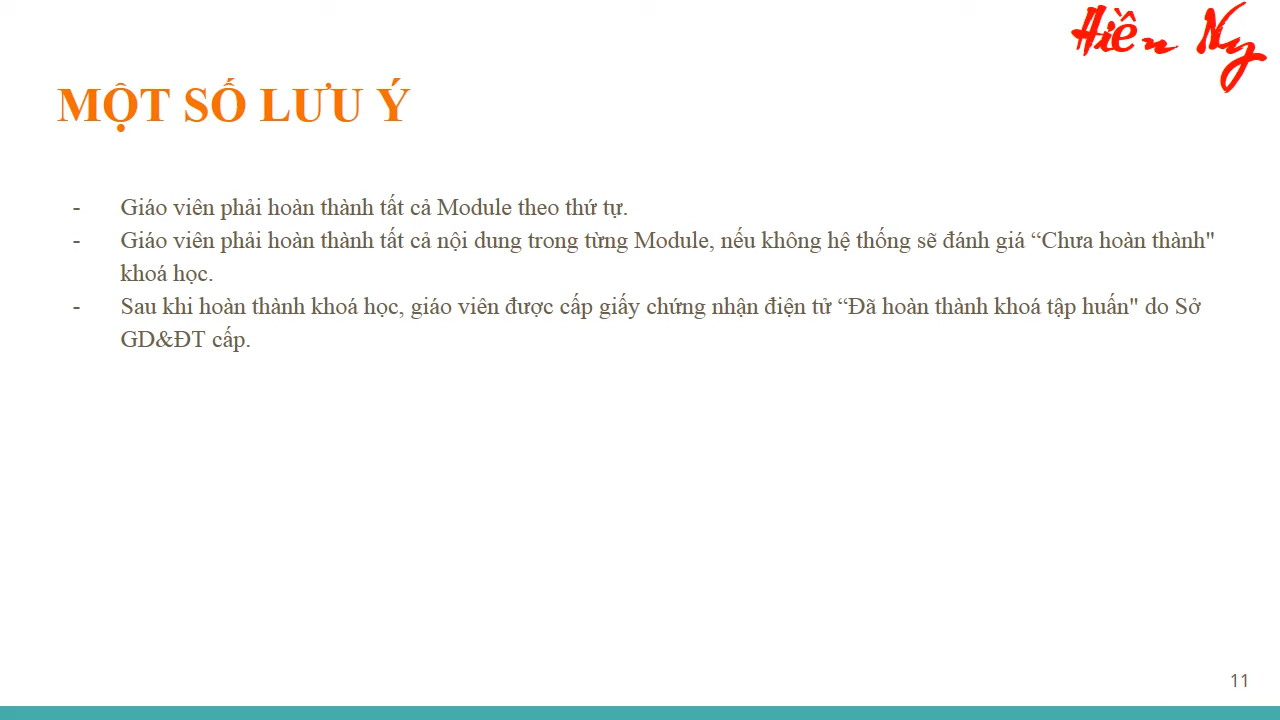 Hiền Ny
MỘT SỐ LƯU Ý
- Giáo viên phải hoàn thành tất cả Module theo thứ tự.
- Giáo viên phải hoàn thành tất cả nội dung trong từng Module, nếu không hệ thống sẽ đánh giá “Chưa hoàn thành"
khoá học.
- Sau khi hoàn thành khoá học, giáo viên được cấp giấy chứng nhận điện tử “Đã hoàn thành khoá tập huấn" do Sở
GD&ĐT cấp.
11